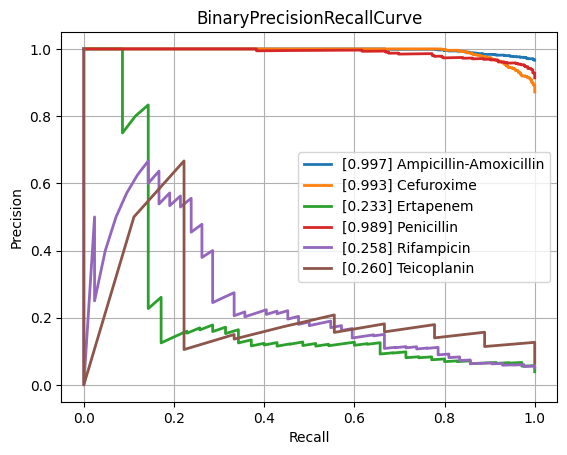 BinaryPrecisionRecallCurve
Precision
1.0
0.8
0.6
0.4
0.2
0.0
[0.997] Ampicillin-Amoxicillin
[0.993] Cefuroxime
[0.233] Ertapenem
[0.989] Penicillin
[0.258] Rifampicin
[0.260] Teicoplanin
0.0 0.2 0.4 0.6 0.8 1.0
Recall